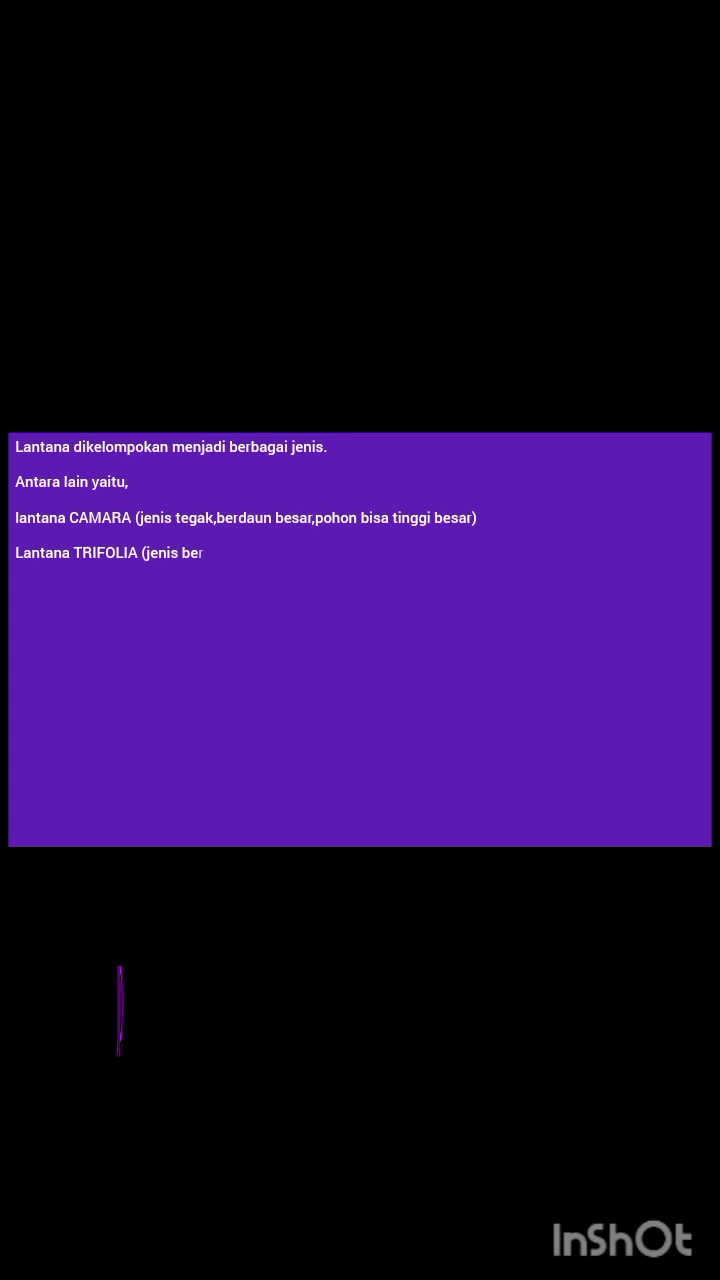 Lantana dikelompokan menjadi berbagai jenis.
Antara lain yaitu,
lantana CAMARA (jenis tegak,berdaun besar,pohon bisa tinggi besar)
Lantana TRIFOLIA (jenis ber
InShOt